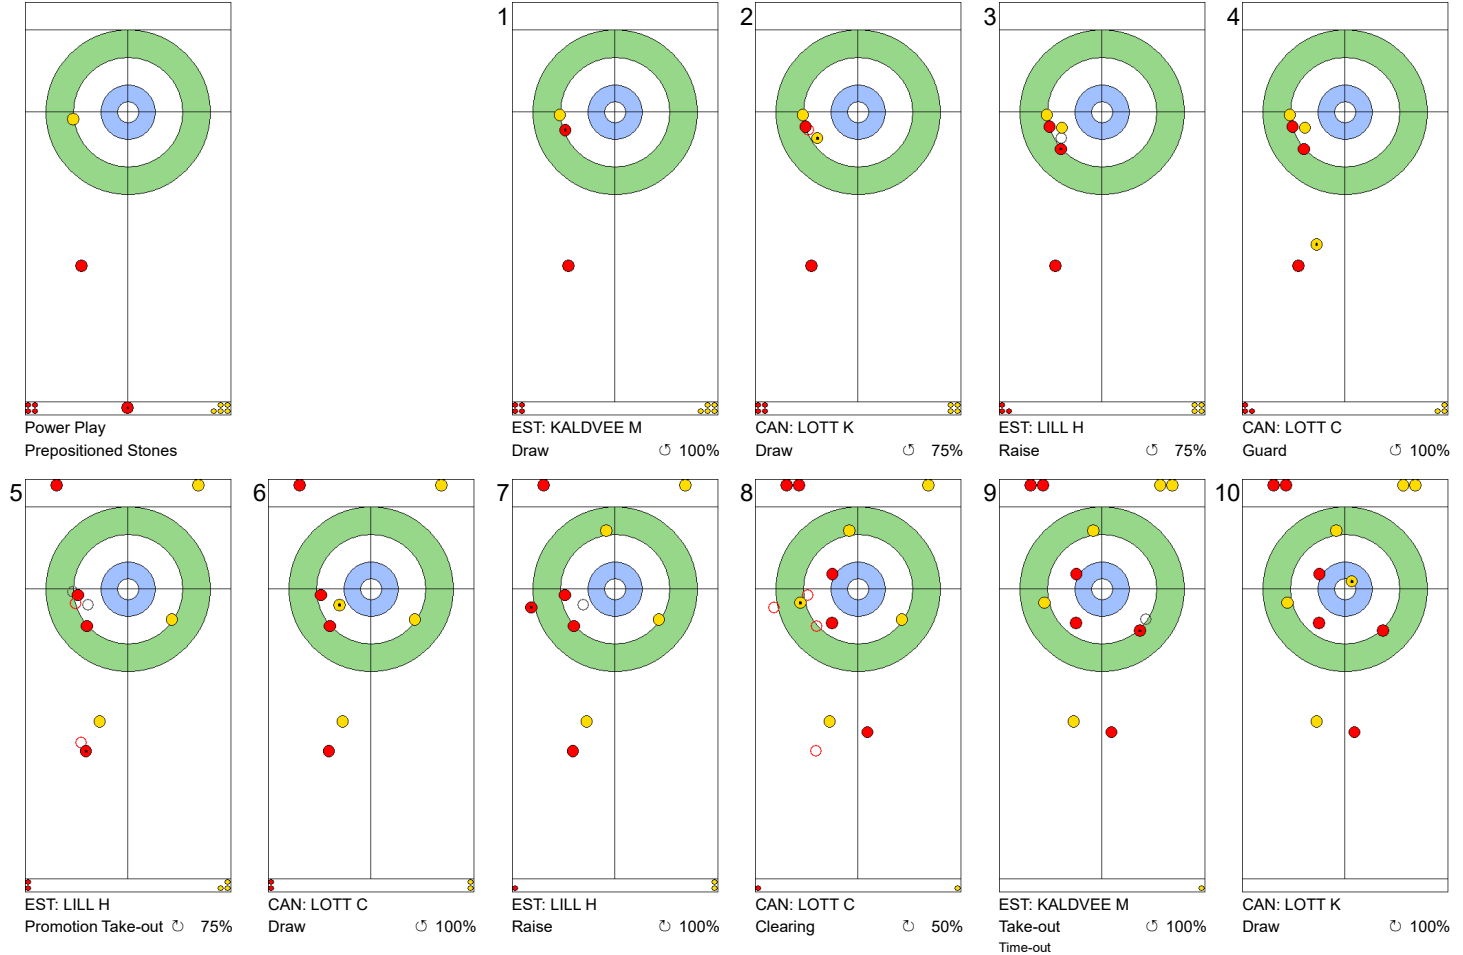 1
2
3
4
Power Play
Prepositioned Stones
EST: KALDVEE M
Draw 100%
CAN: LOTT K
Draw 75%
EST: LILL H
Raise 75%
CAN: LOTT C
Guard 100%
5
6
7
8
9
10
EST: LILL H
Promotion Take-out 75%
CAN: LOTT C
Draw 100%
EST: LILL H
Raise 100%
CAN: LOTT C
Clearing 50%
EST: KALDVEE M
Take-out 100%
Time-out
CAN: LOTT K
Draw 100%